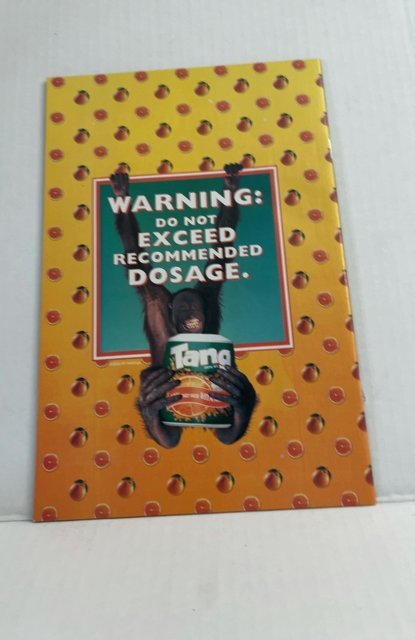 WARNING:
DO NOT
EXCEED
RECOMMENDED
DOSAGE.
Tang